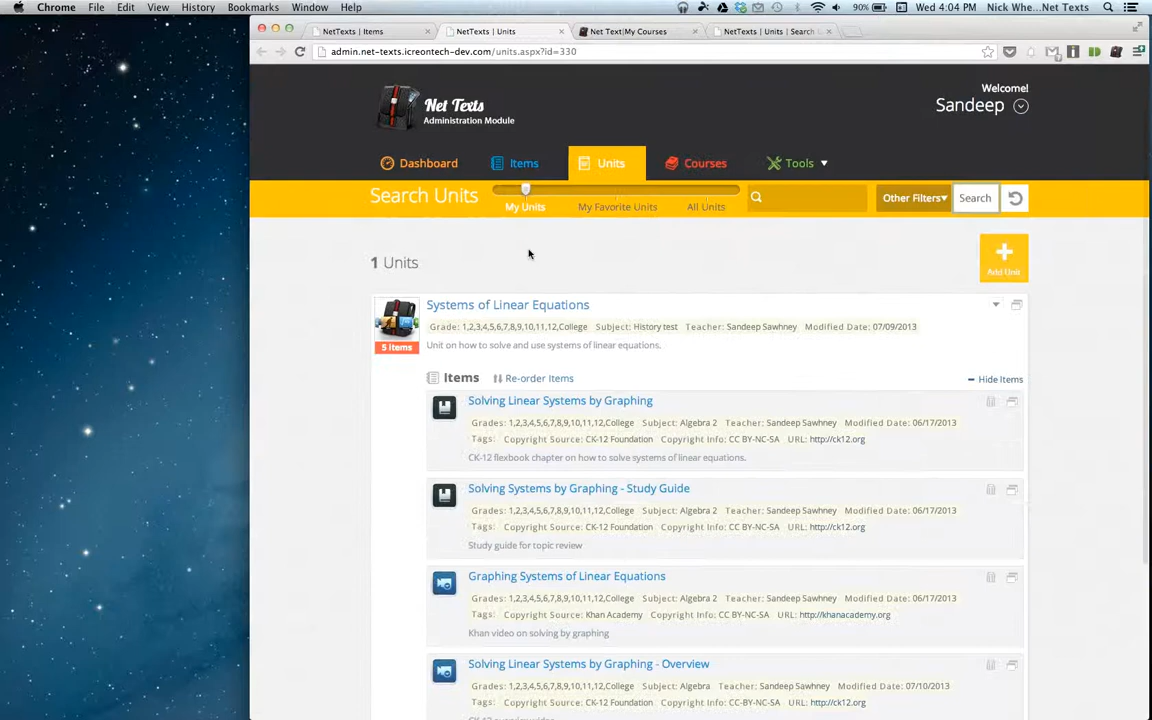 Chrome File Edit View History Bookmarks Window Help 90% Wed 4:04 PM Nick Whe...Net Texts
NetTexts | Items NetTexts | Units Net Text|My Courses NetTexts | Units | Search U
admin.net-texts.icreontech-dev.com/units.aspx?id=330
Net Texts
Administration Module
Welcome!
Sandeep
Dashboard Items Units Courses Tools
Search Units My Units My Favorite Units All Units Other Filters Search
1 Units
Add Unit
Systems of Linear Equations
Grade: 1,2,3,4,5,6,7,8,9,10,11,12,College Subject: History test Teacher: Sandeep Sawhney Modified Date: 07/09/2013
5 Items
Unit on how to solve and use systems of linear equations.
Items Re-order Items Hide Items
Solving Linear Systems by Graphing
Grades: 1,2,3,4,5,6,7,8,9,10,11,12,College Subject: Algebra 2 Teacher: Sandeep Sawhney Modified Date: 06/17/2013
Tags: Copyright Source: CK-12 Foundation Copyright Info: CC BY-NC-SA URL: http://ck12.org
CK-12 flexbook chapter on how to solve systems of linear equations.
Solving Systems by Graphing - Study Guide
Grades: 1,2,3,4,5,6,7,8,9,10,11,12,College Subject: Algebra 2 Teacher: Sandeep Sawhney Modified Date: 06/17/2013
Tags: Copyright Source: CK-12 Foundation Copyright Info: CC BY-NC-SA URL: http://ck12.org
Study guide for topic review
Graphing Systems of Linear Equations
Grades: 1,2,3,4,5,6,7,8,9,10,11,12,College Subject: Algebra 2 Teacher: Sandeep Sawhney Modified Date: 06/17/2013
Tags: Copyright Source: Khan Academy Copyright Info: CC BY-NC-SA URL: http://khanacademy.org
Khan video on solving by graphing
Solving Linear Systems by Graphing - Overview
Grades: 1,2,3,4,5,6,7,8,9,10,11,12,College Subject: Algebra Teacher: Sandeep Sawhney Modified Date: 07/10/2013
Tags: Copyright Source: CK-12 Foundation Copyright Info: CC-BY-NC-SA URL: http://ck12.org